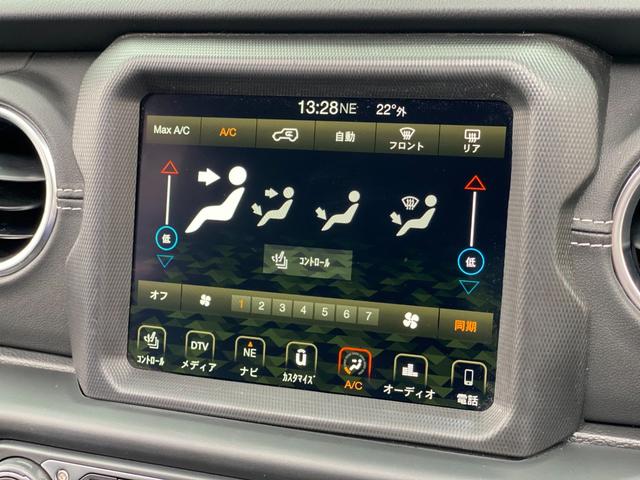 13:28NE 22°外
Max A/C A/C 自動 フロント リア
低 低
コントロール
オフ 1 2 3 4 5 6 7 同期
コントロール DTV メディア NE ナビ カスタマイズ A/C オーディオ 電話